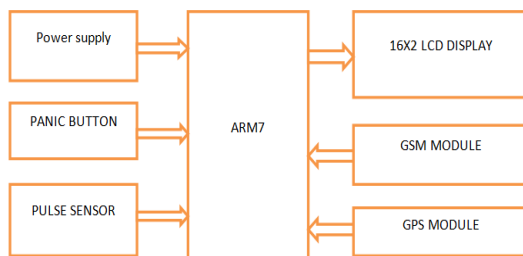 Power supply
16X2 LCD DISPLAY
PANIC BUTTON
ARM7
GSM MODULE
PULSE SENSOR
GPS MODULE